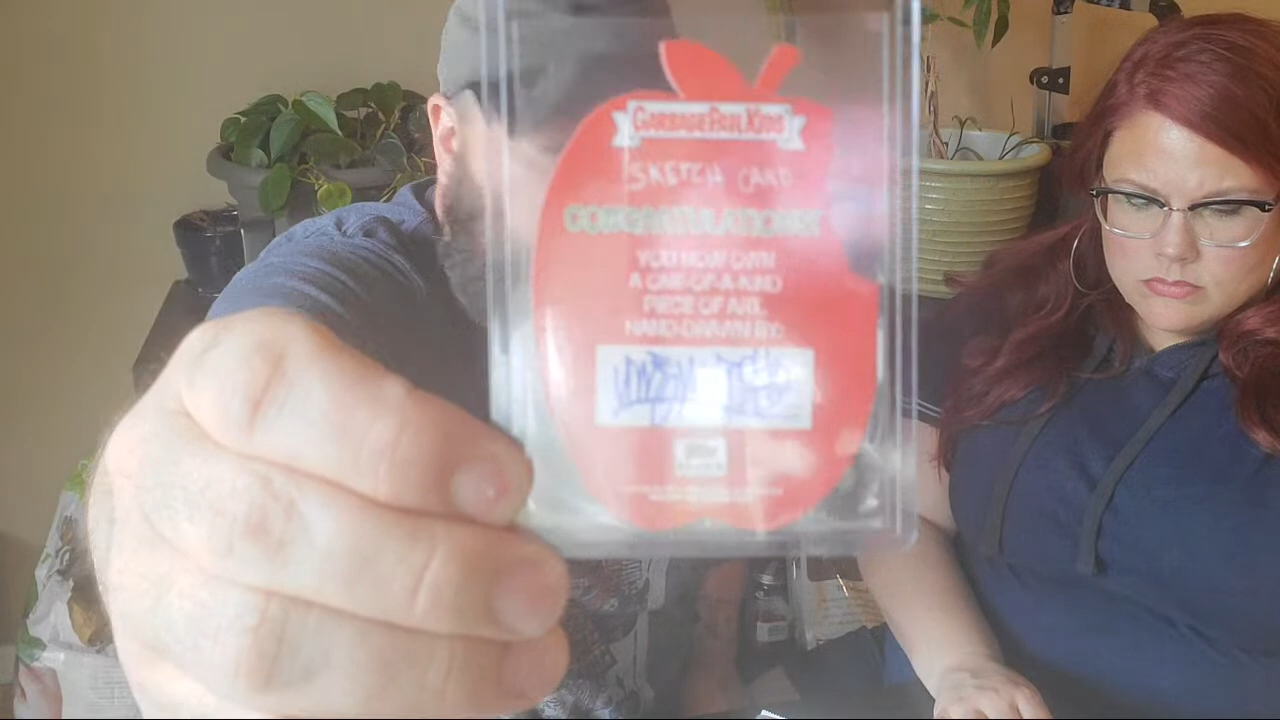 GARBAGE PAIL KIDS
SKETCH CARD
CONGRATULATIONS!
YOU NOW OWN
A ONE-OF-A-KIND
PIECE OF ART,
HAND-DRAWN BY: